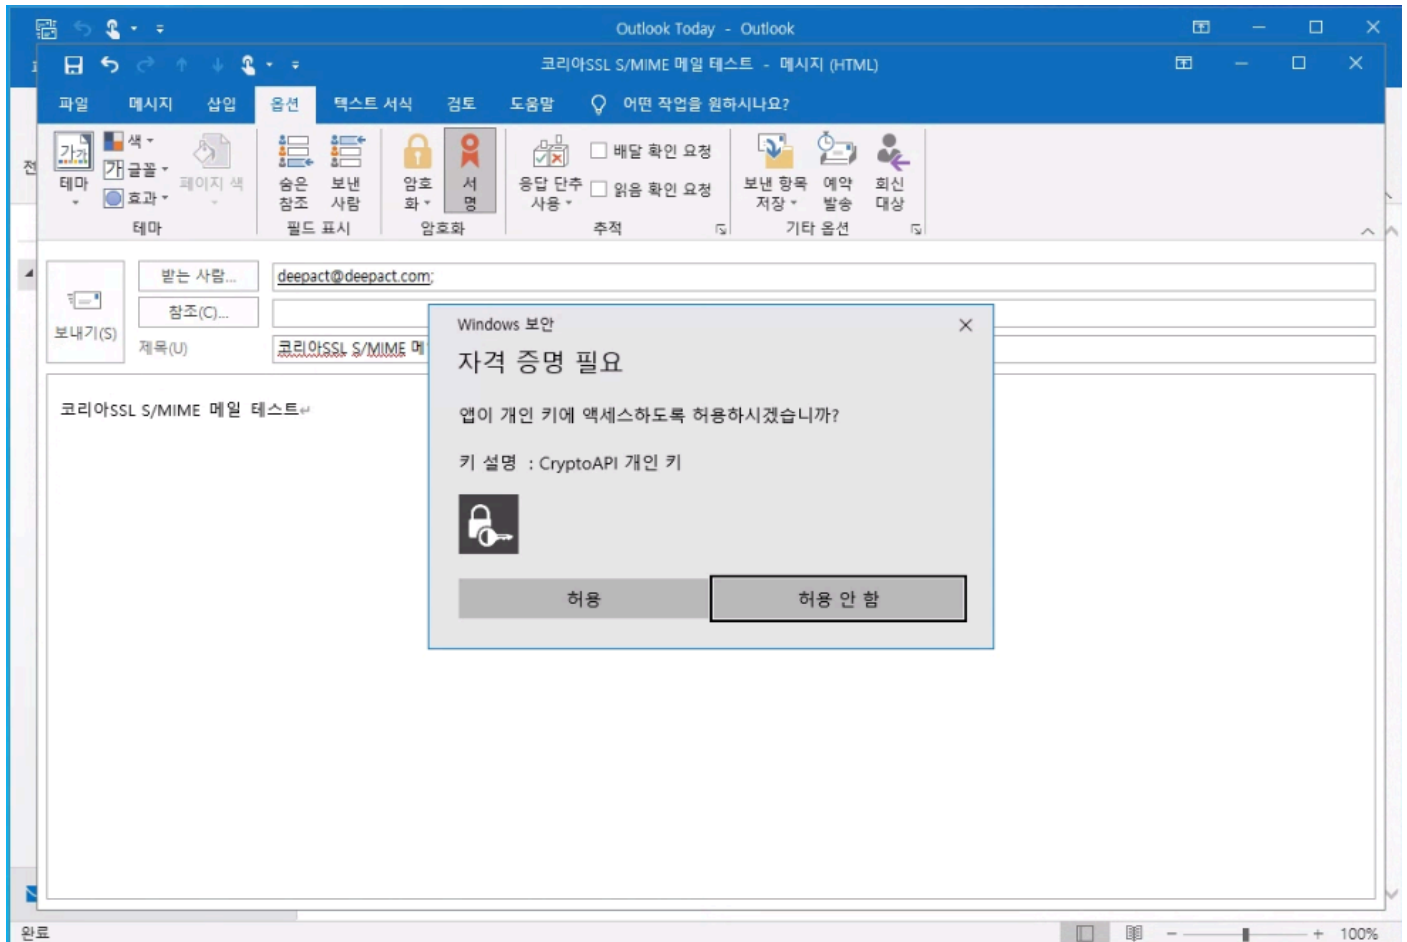 Outlook Today - Outlook
코리아SSL S/MIME 메일 테스트 - 메시지 (HTML)
파일 메시지 삽입 옵션 텍스트 서식 검토 도움말 어떤 작업을 원하시나요?
전
가가
테마
색
가 글꼴
효과
페이지 색
숨은 참조
보낸 사람
암호화
서명
응답 단추 사용
배달 확인 요청
읽음 확인 요청
보낸 항목 저장
예약 발송
회신 대상
테마 필드 표시 암호화 추적 기타 옵션
보내기(S)
받는 사람... deepact@deepact.com;
참조(C)...
제목(U) 코리아SSL S/MIME 메
코리아SSL S/MIME 메일 테스트
Windows 보안
자격 증명 필요
앱이 개인 키에 액세스하도록 허용하시겠습니까?
키 설명 : CryptoAPI 개인 키
허용 허용 안 함
완료 100%